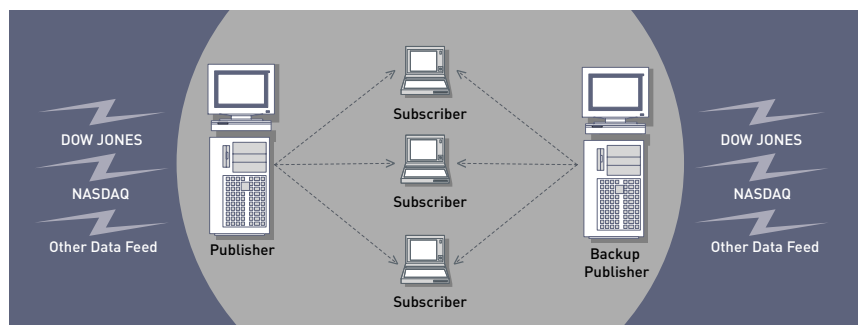 DOW JONES
NASDAQ
Other Data Feed
Publisher
Subscriber
Subscriber
Subscriber
Backup
Publisher
DOW JONES
NASDAQ
Other Data Feed